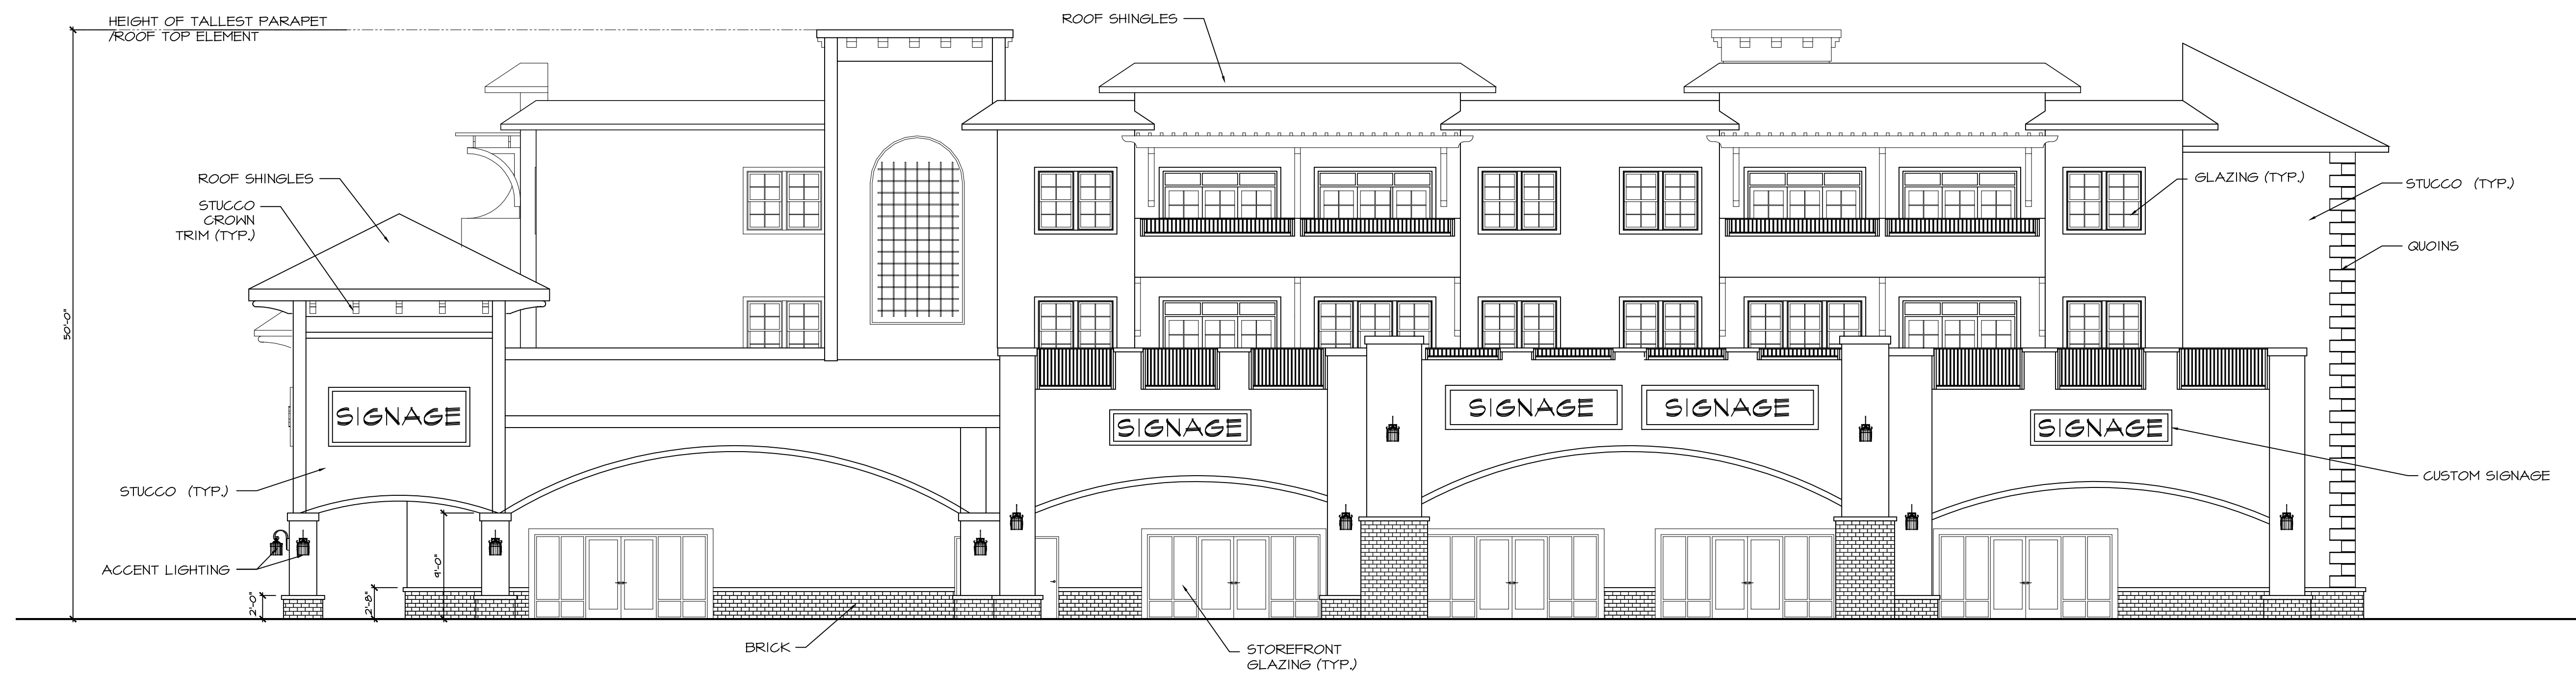 HEIGHT OF TALLEST PARAPET
/ROOF TOP ELEMENT
ROOF SHINGLES
ROOF SHINGLES
STUCCO
CROWN
TRIM (TYP.)
GLAZING (TYP.)
STUCCO (TYP.)
QUOINS
50'-0"
SIGNAGE
SIGNAGE
SIGNAGE
SIGNAGE
SIGNAGE
CUSTOM SIGNAGE
STUCCO (TYP.)
ACCENT LIGHTING
9'-0"
2'-0"
2'-8"
BRICK
STOREFRONT
GLAZING (TYP.)